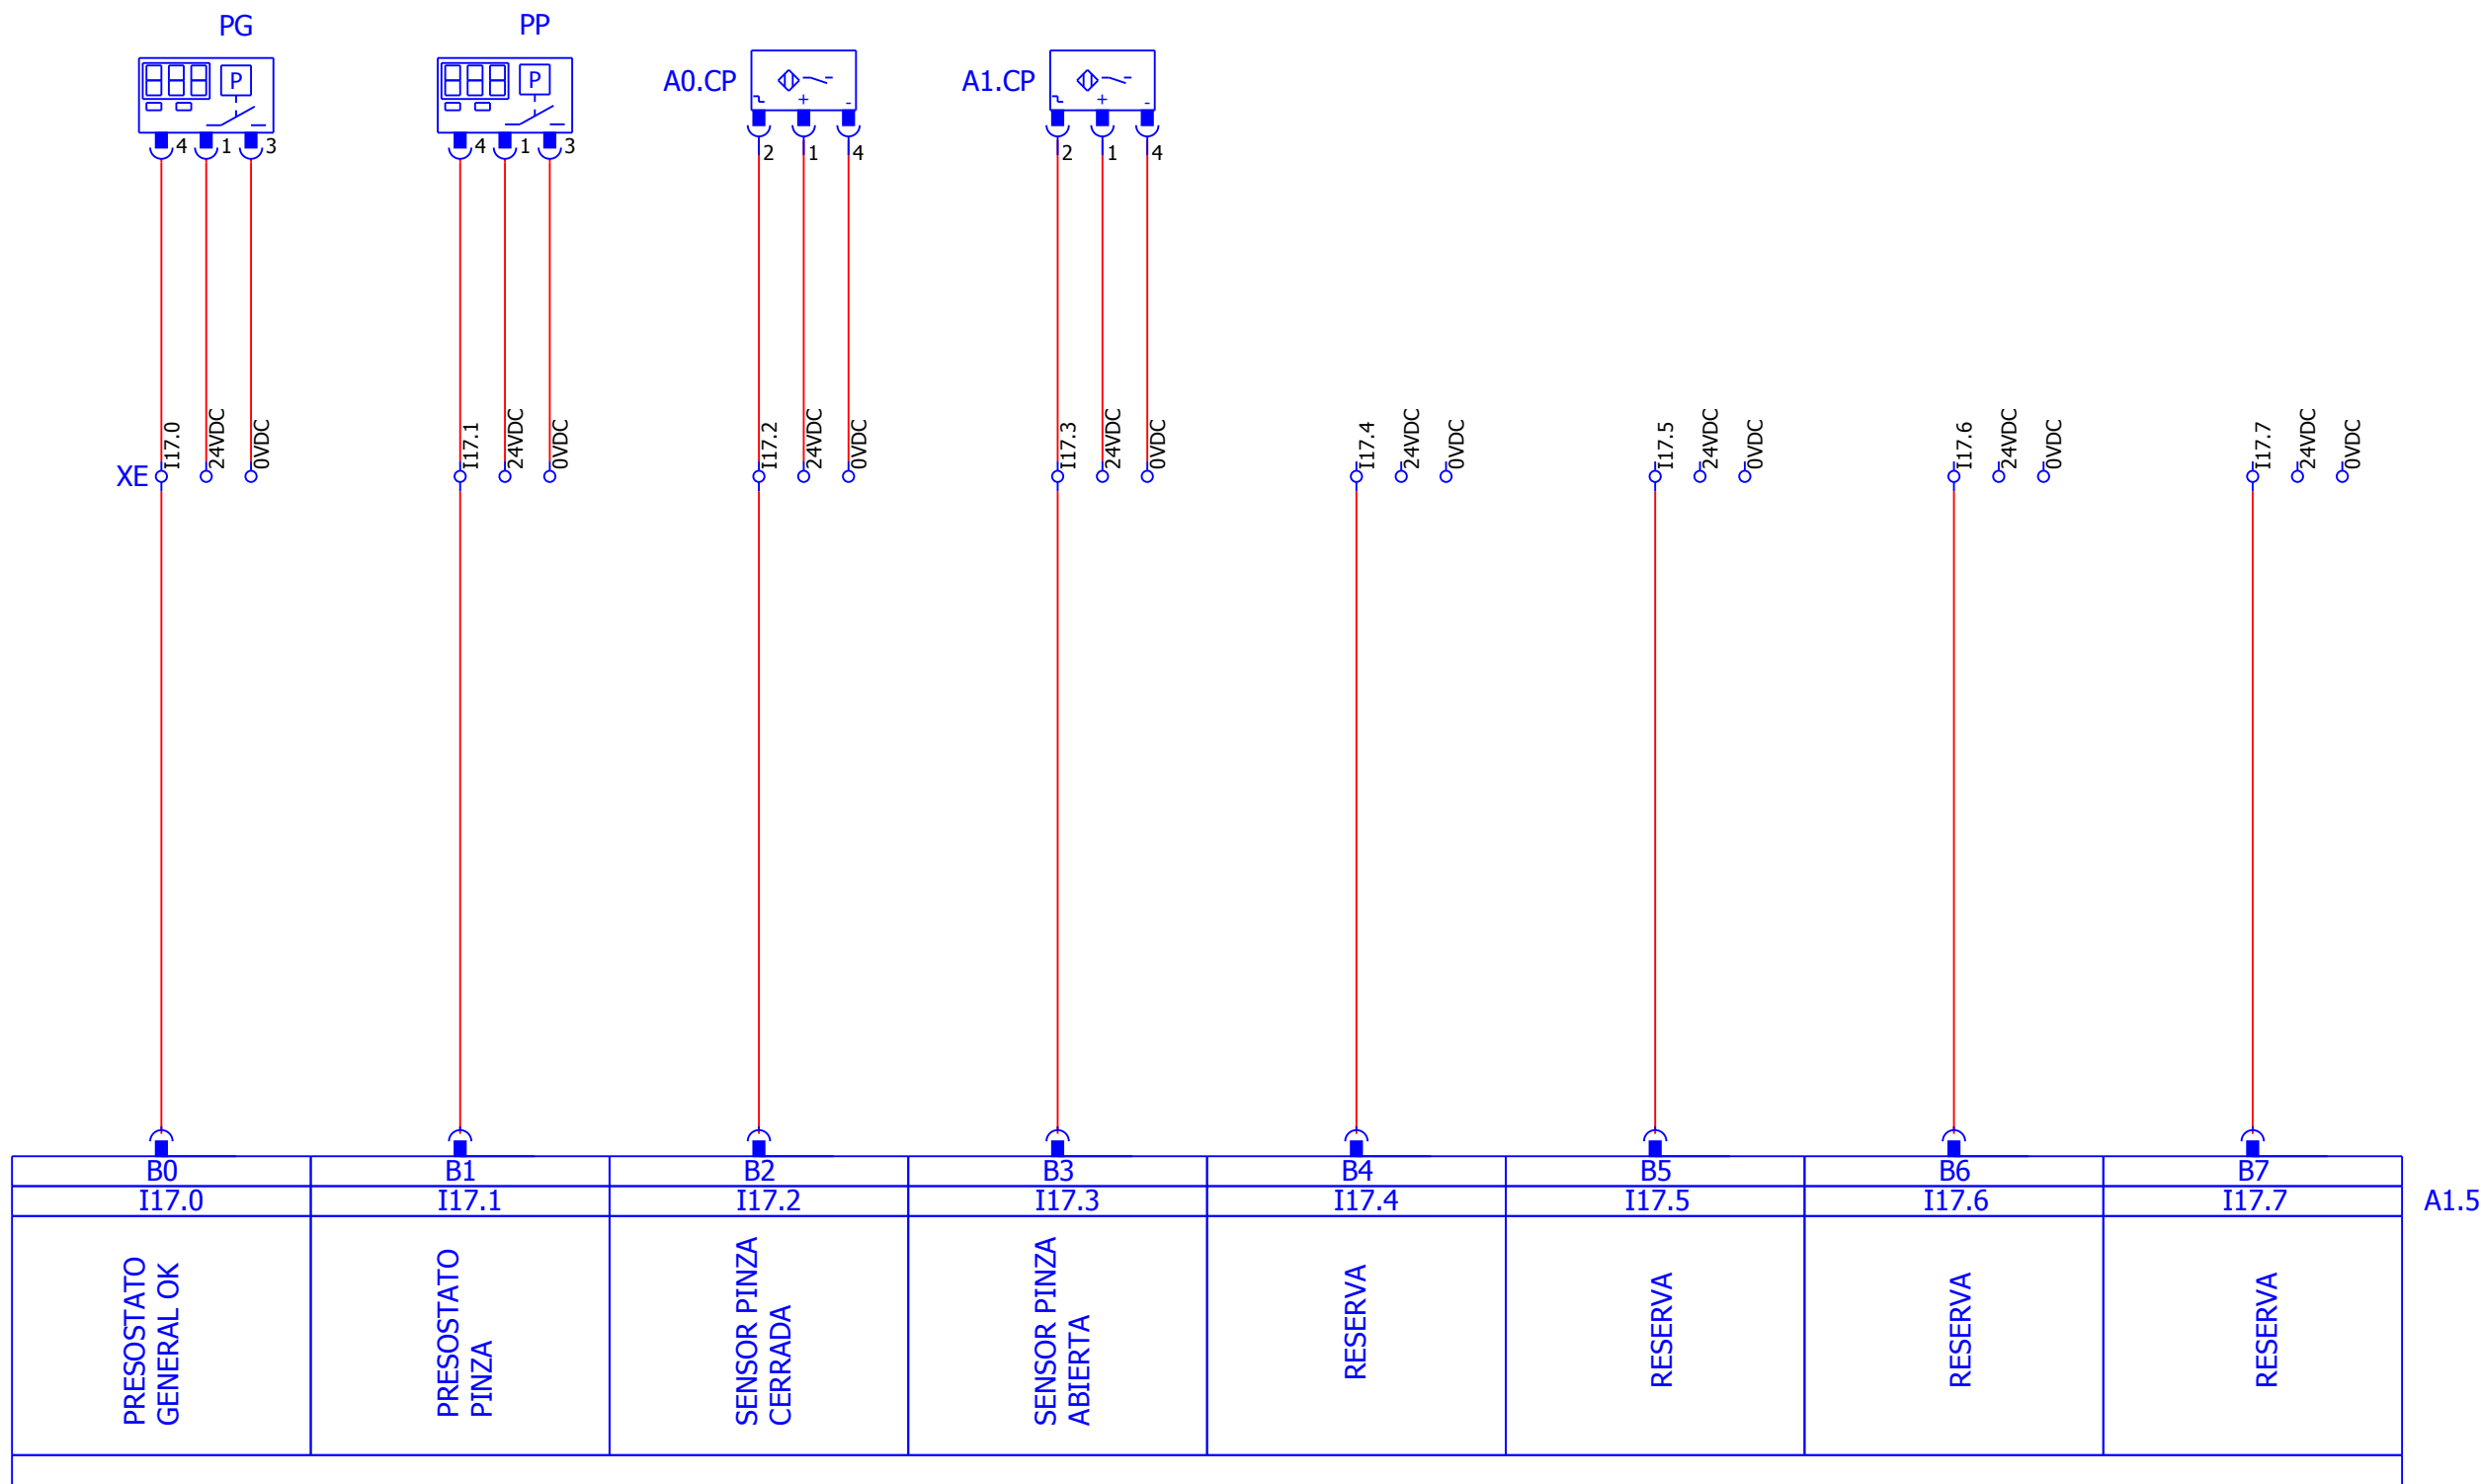 PG
PP
A0.CP
A1.CP
P
P
+
-
+
-
4
1
3
4
1
3
2
1
4
2
1
4
XE
I17.0
24VDC
0VDC
I17.1
24VDC
0VDC
I17.2
24VDC
0VDC
I17.3
24VDC
0VDC
I17.4
24VDC
0VDC
I17.5
24VDC
0VDC
I17.6
24VDC
0VDC
I17.7
24VDC
0VDC
B0
B1
B2
B3
B4
B5
B6
B7
I17.0
I17.1
I17.2
I17.3
I17.4
I17.5
I17.6
I17.7
A1.5
PRESOSTATO
GENERAL OK
PRESOSTATO
PINZA
SENSOR PINZA
CERRADA
SENSOR PINZA
ABIERTA
RESERVA
RESERVA
RESERVA
RESERVA